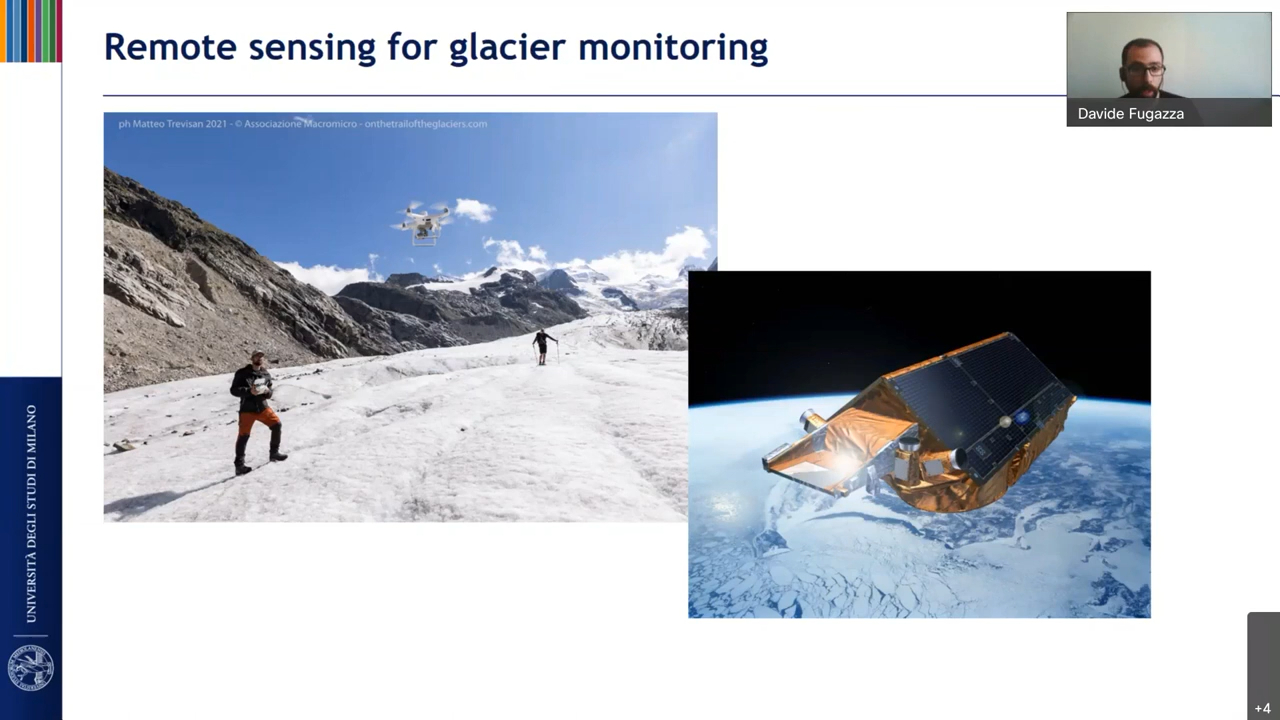 Remote sensing for glacier monitoring
Davide Fugazza
ph Matteo Trevisan 2021 - © Associazione Macromicro - onthetrailoftheglaciers.com
UNIVERSITÀ DEGLI STUDI DI MILANO
+4